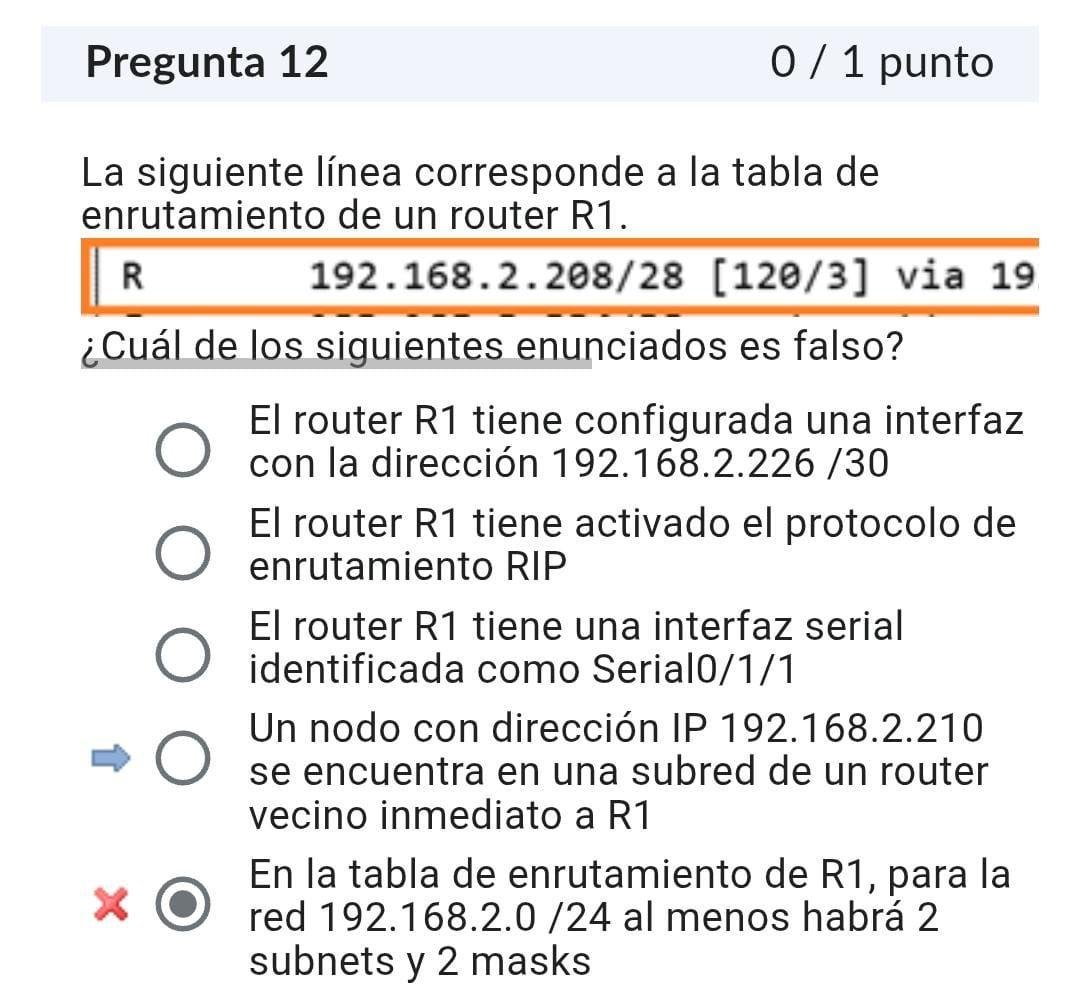 Pregunta 12 0 / 1 punto
La siguiente línea corresponde a la tabla de
enrutamiento de un router R1.
R 192.168.2.208/28 [120/3] via 19
¿Cuál de los siguientes enunciados es falso?
El router R1 tiene configurada una interfaz
con la dirección 192.168.2.226 /30
El router R1 tiene activado el protocolo de
enrutamiento RIP
El router R1 tiene una interfaz serial
identificada como Serial0/1/1
Un nodo con dirección IP 192.168.2.210
se encuentra en una subred de un router
vecino inmediato a R1
En la tabla de enrutamiento de R1, para la
red 192.168.2.0 /24 al menos habrá 2
subnets y 2 masks